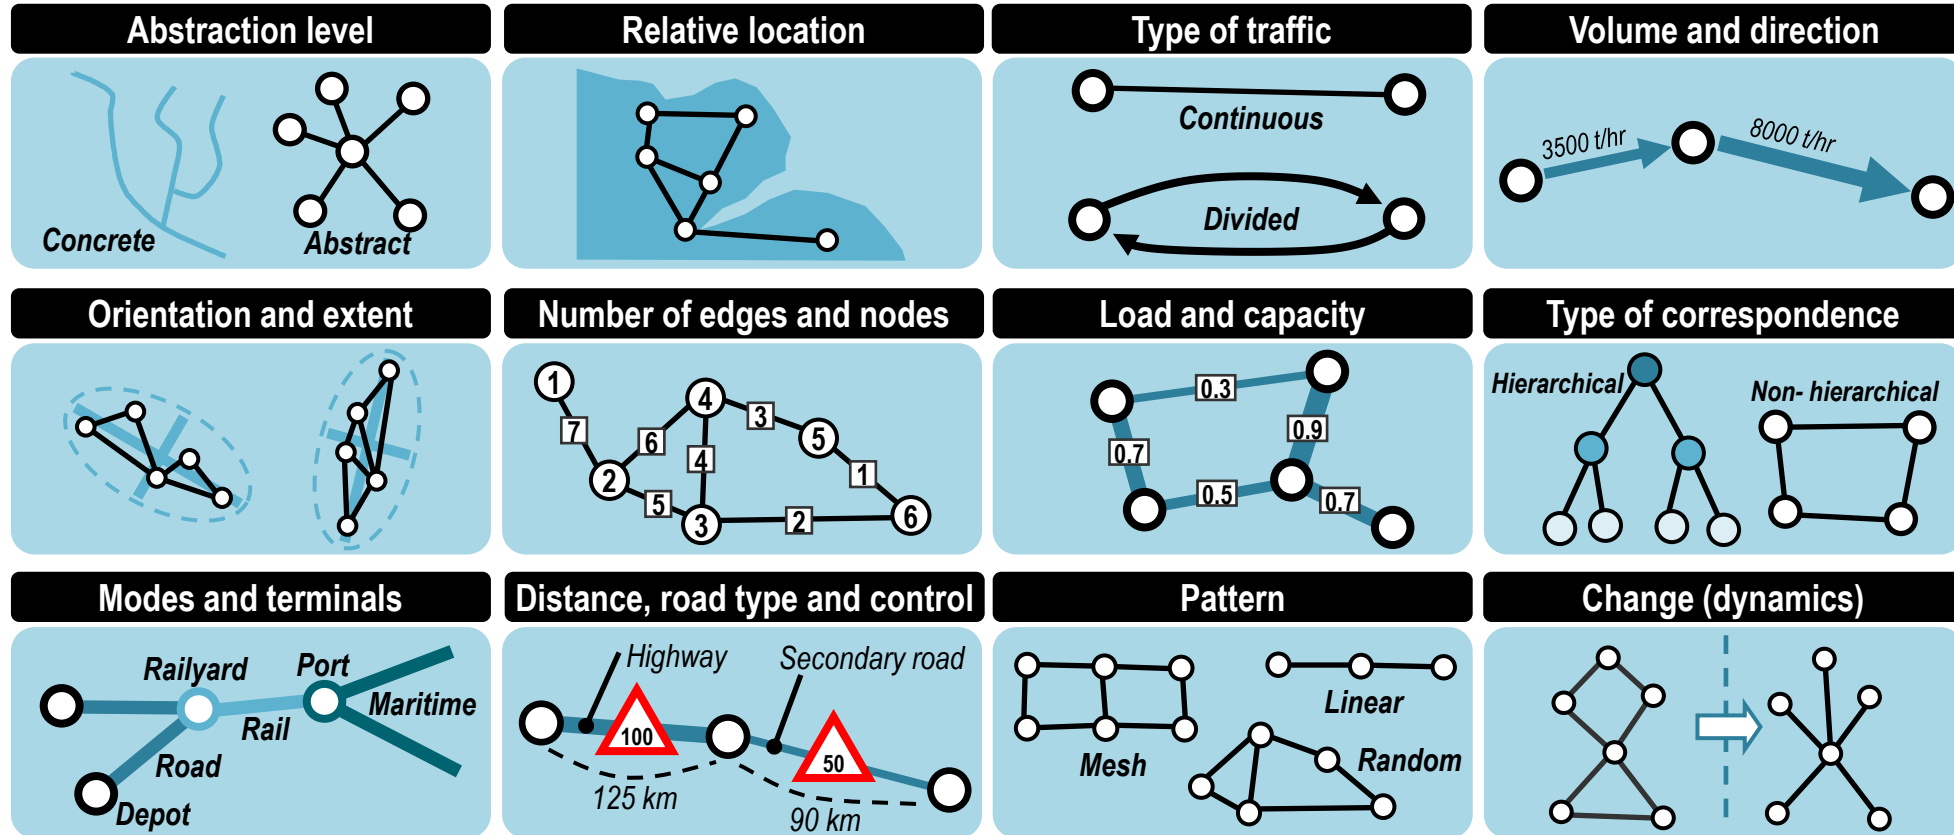 Abstraction level
Concrete
Abstract
Relative location
Type of traffic
Continuous
Divided
Volume and direction
3500 t/hr
8000 t/hr
Orientation and extent
Number of edges and nodes
1
7
2
6
4
3
5
4
5
1
3
2
6
Load and capacity
0.3
0.9
0.7
0.5
0.7
Type of correspondence
Hierarchical
Non- hierarchical
Modes and terminals
Railyard
Port
Maritime
Rail
Road
Depot
Distance, road type and control
Highway
Secondary road
100
50
125 km
90 km
Pattern
Linear
Mesh
Random
Change (dynamics)